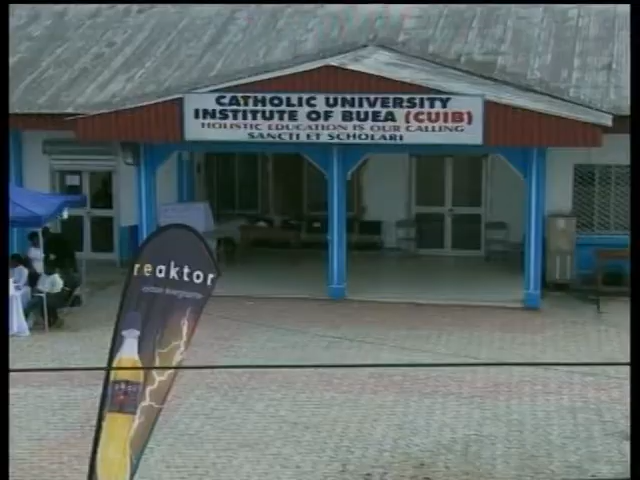 CATHOLIC UNIVERSITY
INSTITUTE OF BUEA (CUIB)
HOLISTIC EDUCATION IS OUR CALLING
SANCTI ET SCHOLARI
reaktor